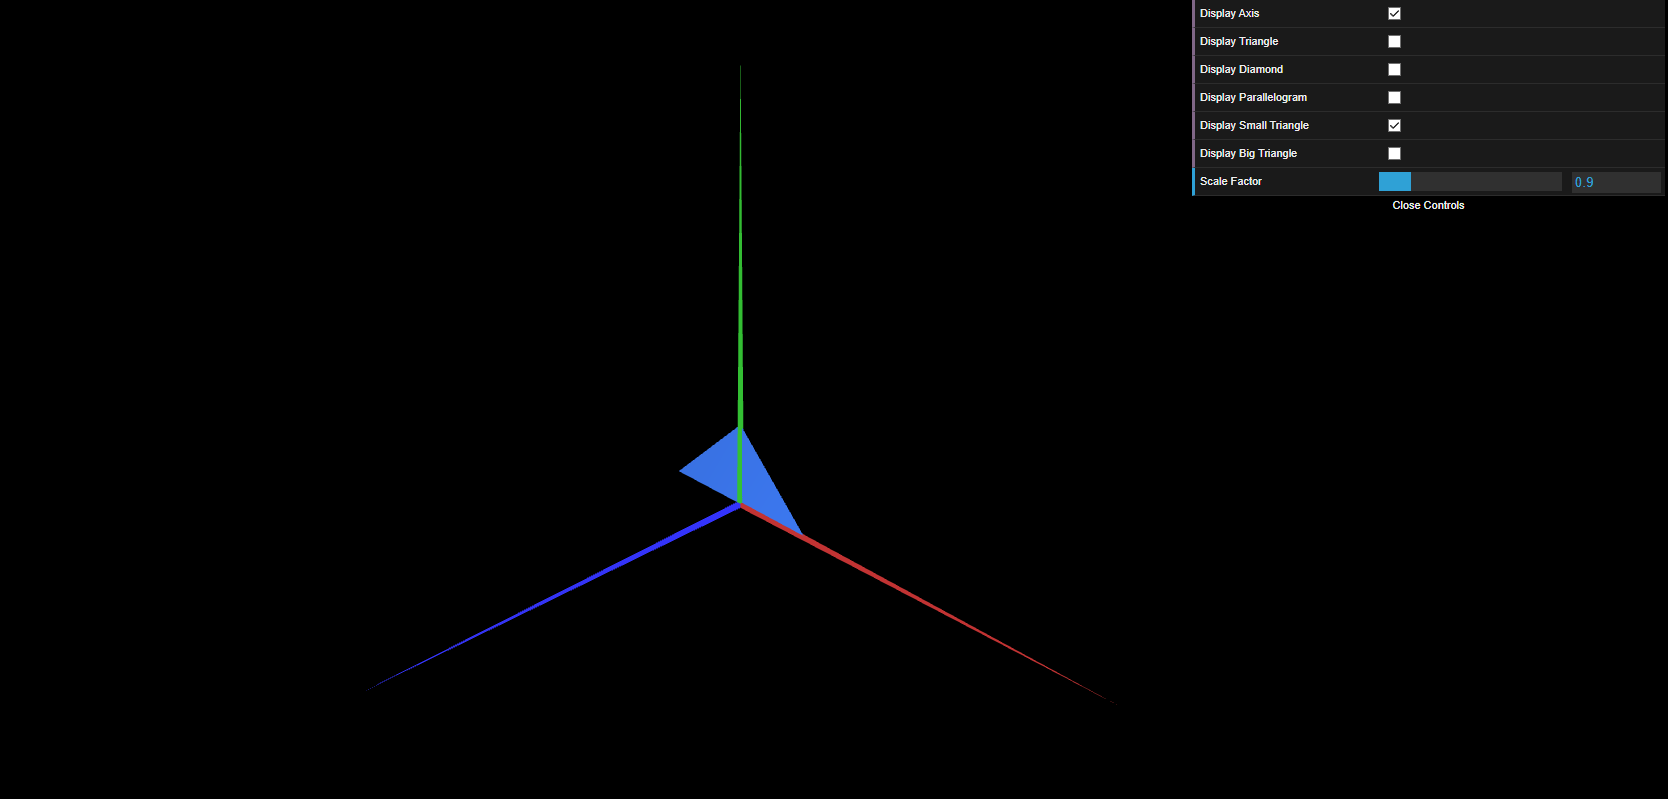 Display Axis
Display Triangle
Display Diamond
Display Parallelogram
Display Small Triangle
Display Big Triangle
Scale Factor 0.9
Close Controls